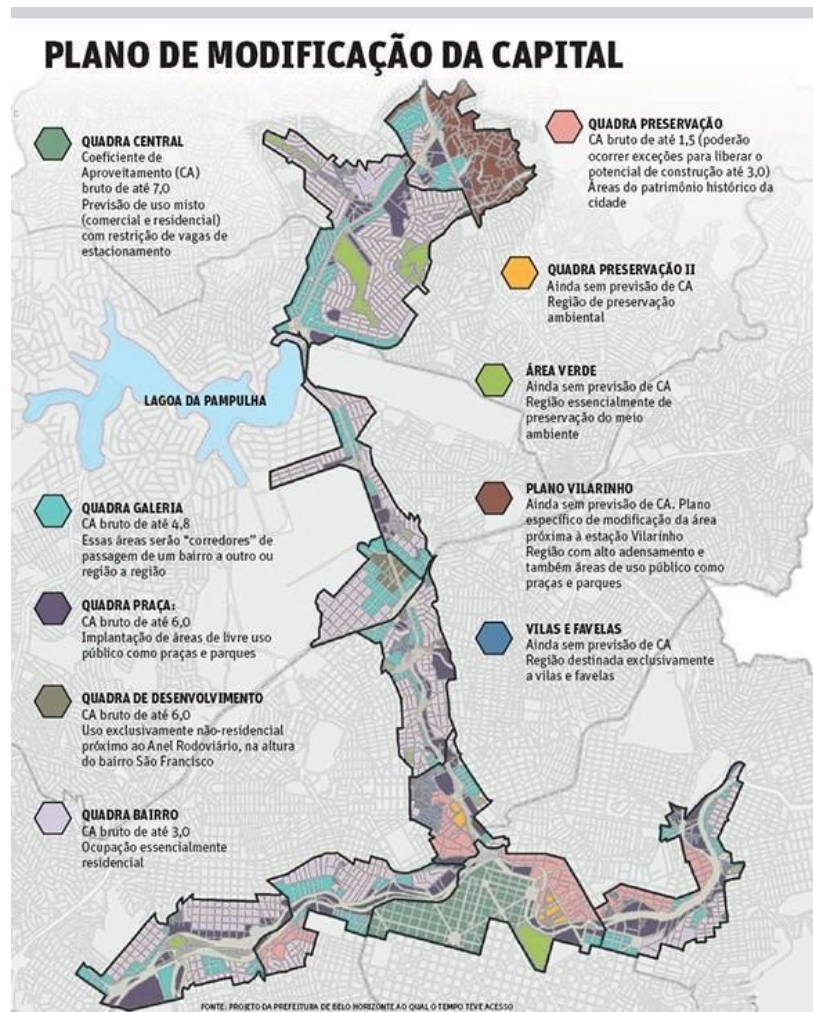 PLANO DE MODIFICAÇÃO DA CAPITAL
QUADRA CENTRAL
Coeficiente de
Aproveitamento (CA)
bruto de até 7,0
Previsão de uso misto
(comercial e residencial)
com restrição de vagas de
estacionamento
QUADRA PRESERVAÇÃO
CA bruto de até 1,5 (poderão
ocorrer exceções para liberar o
potencial de construção até 3,0)
Áreas do patrimônio histórico da
cidade
QUADRA PRESERVAÇÃO II
Ainda sem previsão de CA
Região de preservação
ambiental
ÁREA VERDE
Ainda sem previsão de CA
Região essencialmente de
preservação do meio
ambiente
LAGOA DA PAMPULHA
PLANO VILARINHO
Ainda sem previsão de CA. Plano
específico de modificação da área
próxima à estação Vilarinho
Região com alto adensamento e
também áreas de uso público como
praças e parques
QUADRA GALERIA
CA bruto de até 4,8
Essas áreas serão "corredores" de
passagem de um bairro a outro ou
região a região
QUADRA PRAÇA:
CA bruto de até 6,0
Implantação de áreas de livre uso
público como praças e parques
VILAS E FAVELAS
Ainda sem previsão de CA
Região destinada exclusivamente
a vilas e favelas
QUADRA DE DESENVOLVIMENTO
CA bruto de até 6,0
Uso exclusivamente não-residencial
próximo ao Anel Rodoviário, na altura
do bairro São Francisco
QUADRA BAIRRO
CA bruto de até 3,0
Ocupação essencialmente
residencial
FONTE: PROJETO DA PREFEITURA DE BELO HORIZONTE AO QUAL O TEMPO TEVE ACESSO